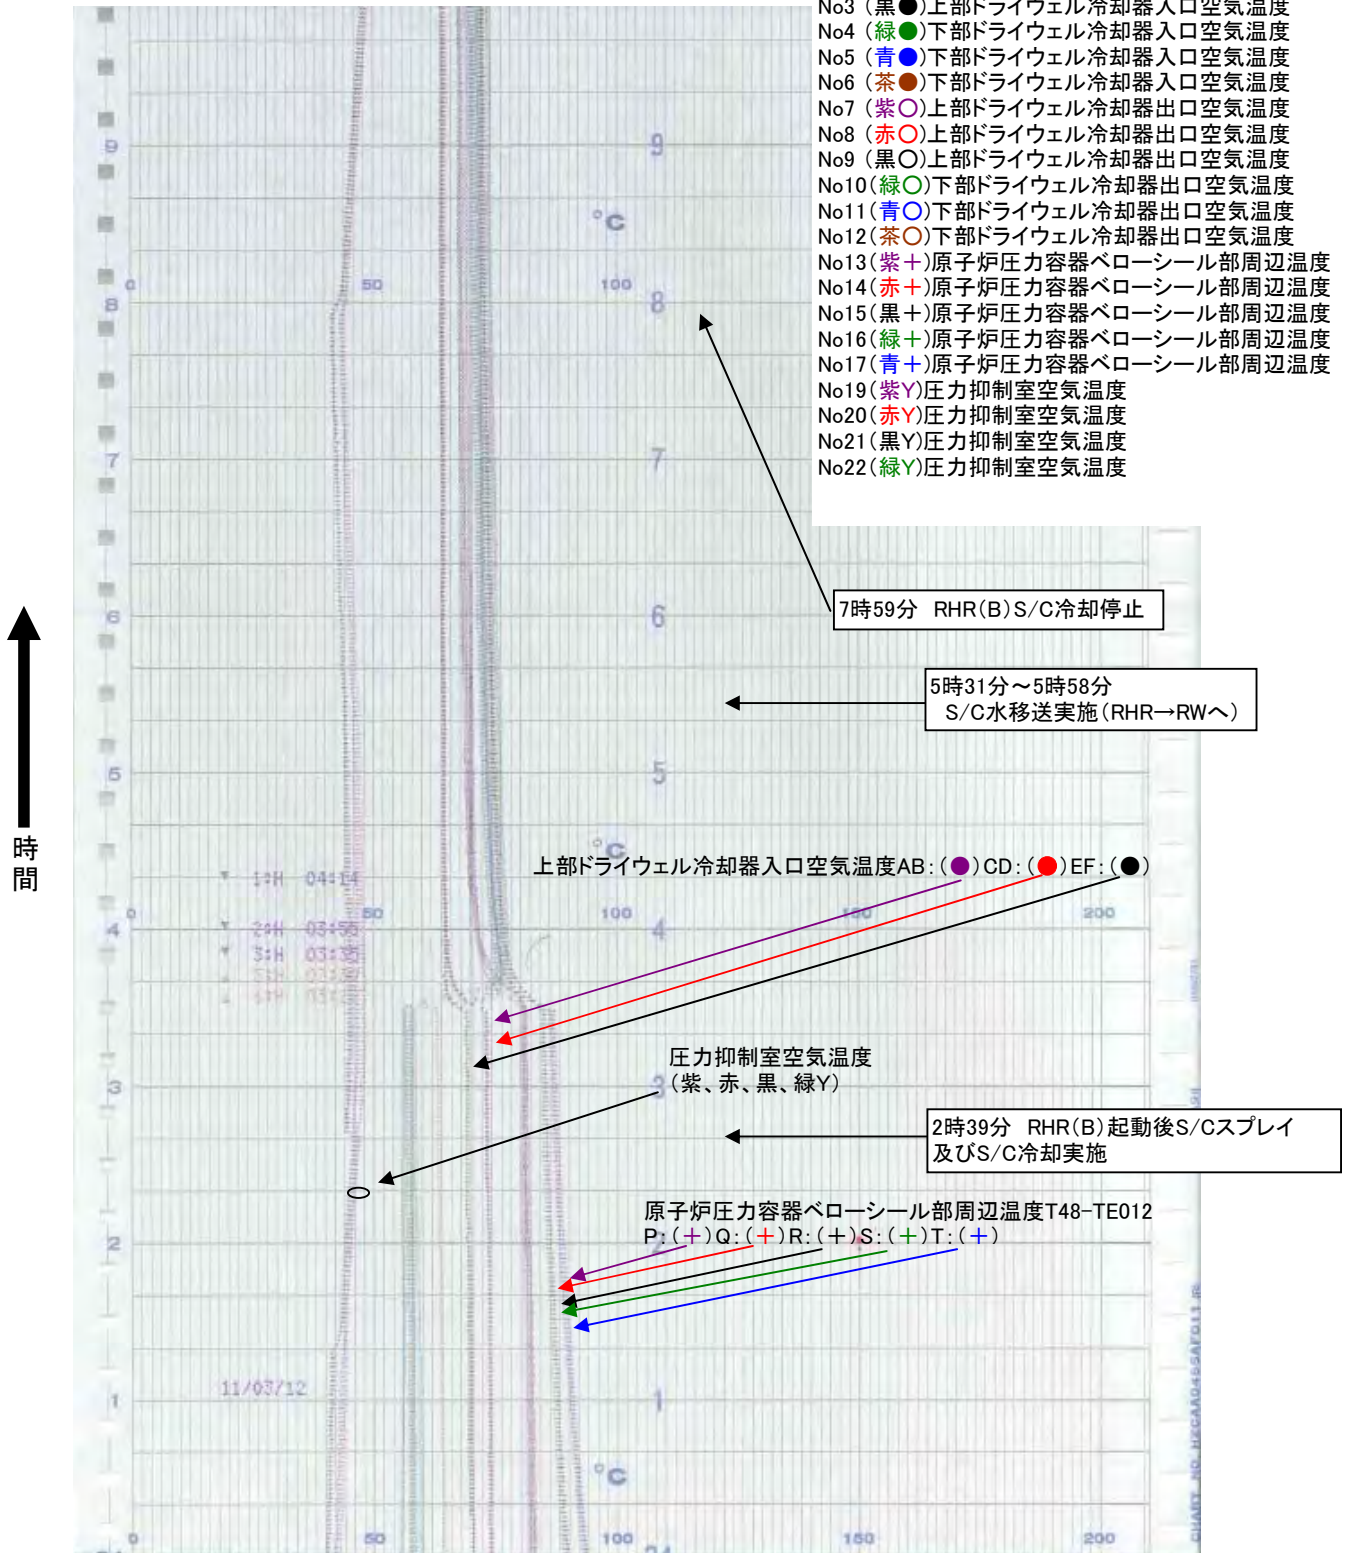 No3 (黒●)上部ドライウェル冷却器入口空気温度
No4 (緑●)下部ドライウェル冷却器入口空気温度
No5 (青●)下部ドライウェル冷却器入口空気温度
No6 (茶●)下部ドライウェル冷却器入口空気温度
No7 (紫○)上部ドライウェル冷却器出口空気温度
No8 (赤○)上部ドライウェル冷却器出口空気温度
No9 (黒○)上部ドライウェル冷却器出口空気温度
No10(緑○)下部ドライウェル冷却器出口空気温度
No11(青○)下部ドライウェル冷却器出口空気温度
No12(茶○)下部ドライウェル冷却器出口空気温度
No13(紫+)原子炉圧力容器ベローシール部周辺温度
No14(赤+)原子炉圧力容器ベローシール部周辺温度
No15(黒+)原子炉圧力容器ベローシール部周辺温度
No16(緑+)原子炉圧力容器ベローシール部周辺温度
No17(青+)原子炉圧力容器ベローシール部周辺温度
No19(紫Y)圧力抑制室空気温度
No20(赤Y)圧力抑制室空気温度
No21(黒Y)圧力抑制室空気温度
No22(緑Y)圧力抑制室空気温度
9 9
°C
0 50 100
8 8
7 7
7時59分 RHR(B)S/C冷却停止
6 6
5時31分～5時58分
S/C水移送実施(RHR→RWへ)
5 5
時間
°C
上部ドライウェル冷却器入口空気温度AB:(●)CD:(●)EF:(●)
1:H 04:14
0 50 100 150 200
4 4
2:H
3:H
圧力抑制室空気温度
(紫、赤、黒、緑Y)
3 3
2時39分 RHR(B)起動後S/Cスプレイ
及びS/C冷却実施
原子炉圧力容器ベローシール部周辺温度T48-TE012
P:(+)Q:(+)R:(+)S:(+)T:(+)
2 2
11/03/12
1 1
°C
0 50 100 150 200
24
CHART NO.